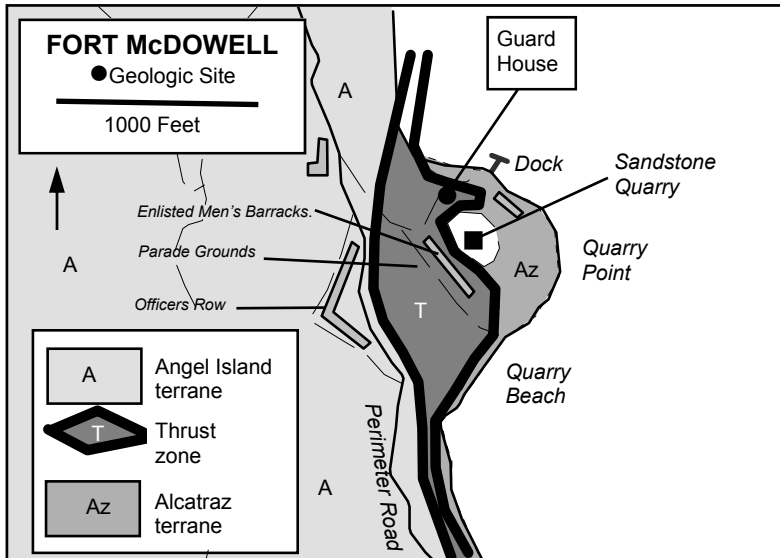 FORT McDOWELL
Geologic Site
1000 Feet
A
Guard
House
Dock
Sandstone
Quarry
Enlisted Men's Barracks.
Parade Grounds
A
Quarry
Point
Az
Officers Row
T
A
Angel Island
terrane
T
Thrust
zone
Az
Alcatraz
terrane
Quarry
Beach
Perimeter Road
A